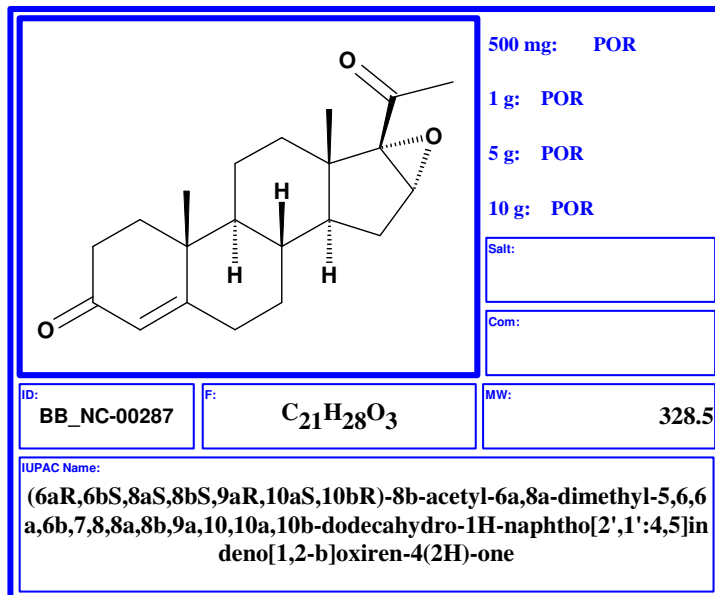 500 mg: POR
1 g: POR
5 g: POR
10 g: POR
O
O
H
H
H
O
Salt:
Com:
ID:
BB_NC-00287
F:
C21H28O3
MW:
328.5
IUPAC Name:
(6aR,6bS,8aS,8bS,9aR,10aS,10bR)-8b-acetyl-6a,8a-dimethyl-5,6,6
a,6b,7,8,8a,8b,9a,10,10a,10b-dodecahydro-1H-naphtho[2',1':4,5]in
deno[1,2-b]oxiren-4(2H)-one